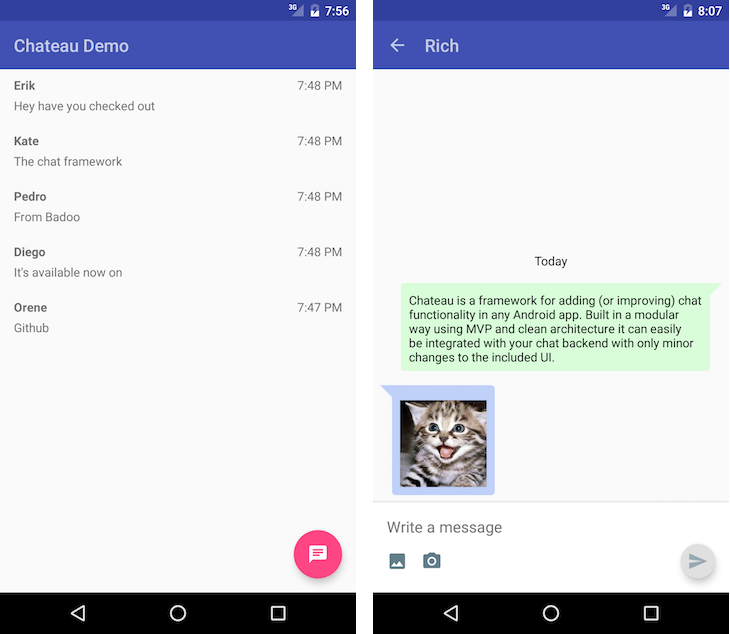 3G 7:56
Chateau Demo
Erik 7:48 PM
Hey have you checked out
Kate 7:48 PM
The chat framework
Pedro 7:48 PM
From Badoo
Diego 7:48 PM
It's available now on
Orene 7:47 PM
Github
3G 8:07
Rich
Today
Chateau is a framework for adding (or improving) chat
functionality in any Android app. Built in a modular
way using MVP and clean architecture it can easily
be integrated with your chat backend with only minor
changes to the included UI.
Write a message